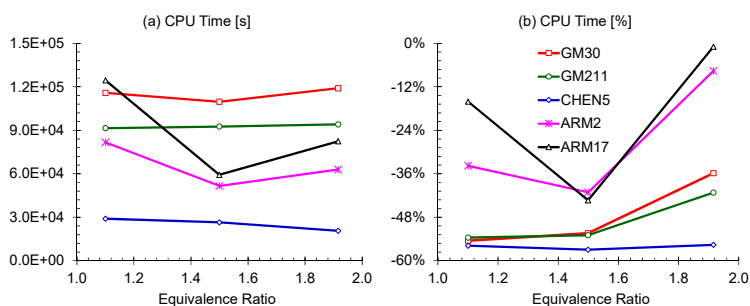 (a) CPU Time [s]
1.5E+05
1.2E+05
9.0E+04
6.0E+04
3.0E+04
0.0E+00
1.0 1.2 1.4 1.6 1.8 2.0
Equivalence Ratio
(b) CPU Time [%]
0%
-12%
-24%
-36%
-48%
-60%
GM30
GM211
CHEN5
ARM2
ARM17
1.0 1.2 1.4 1.6 1.8 2.0
Equivalence Ratio